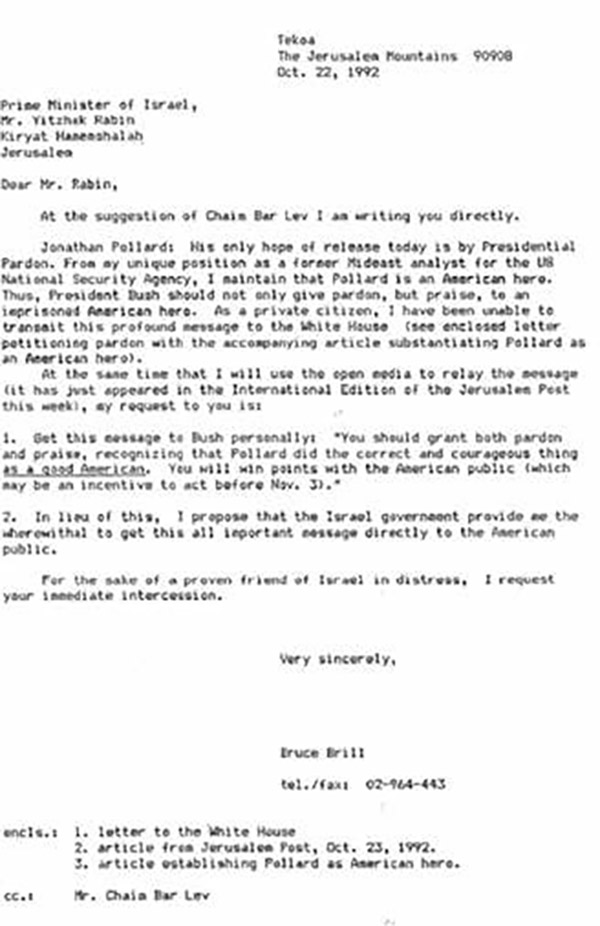 Tekoa
The Jerusalem Mountains 90908
Oct. 22, 1992
Prime Minister of Israel,
Mr. Yitzhak Rabin
Kiryat Hamemshalah
Jerusalem
Dear Mr. Rabin,
At the suggestion of Chaim Bar Lev I am writing you directly.
Jonathan Pollard: His only hope of release today is by Presidential
Pardon. From my unique position as a former Mideast analyst for the US
National Security Agency, I maintain that Pollard is an American hero.
Thus, President Bush should not only give pardon, but praise, to an
imprisoned American hero. As a private citizen, I have been unable to
transmit this profound message to the White House (see enclosed letter
petitioning pardon with the accompanying article substantiating Pollard as
an American hero).
At the same time that I will use the open media to relay the message
(it has just appeared in the International Edition of the Jerusalem Post
this week), my request to you is:
1. Get this message to Bush personally: "You should grant both pardon
and praise, recognizing that Pollard did the correct and courageous thing
as a good American. You will win points with the American public (which
may be an incentive to act before Nov. 3)."
2. In lieu of this, I propose that the Israel government provide me the
wherewithal to get this all important message directly to the American
public.
For the sake of a proven friend of Israel in distress, I request
your immediate intercession.
Very sincerely,
Bruce Brill
tel./fax: 02-964-443
encls.: 1. letter to the White House
2. article from Jerusalem Post, Oct. 23, 1992.
3. article establishing Pollard as American hero.
cc.: Mr. Chaim Bar Lev